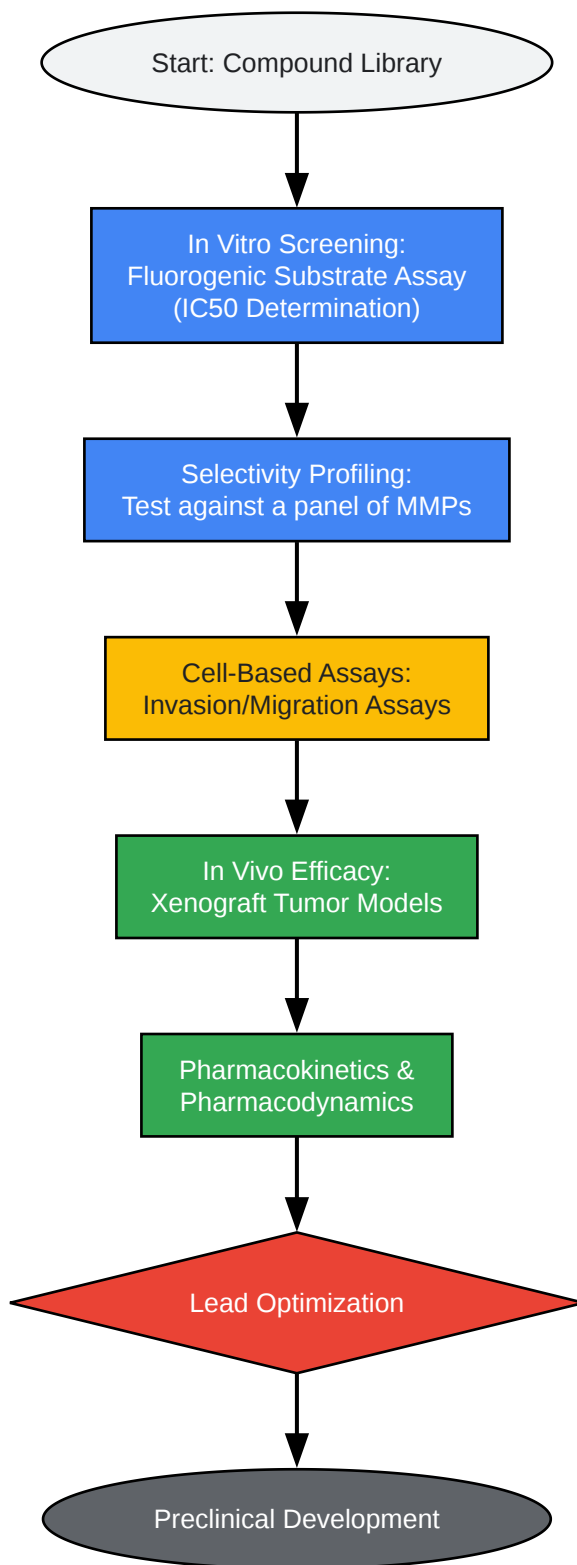 Start: Compound Library
In Vitro Screening:
Fluorogenic Substrate Assay
(IC50 Determination)
Selectivity Profiling:
Test against a panel of MMPs
Cell-Based Assays:
Invasion/Migration Assays
In Vivo Efficacy:
Xenograft Tumor Models
Pharmacokinetics &
Pharmacodynamics
Lead Optimization
Preclinical Development